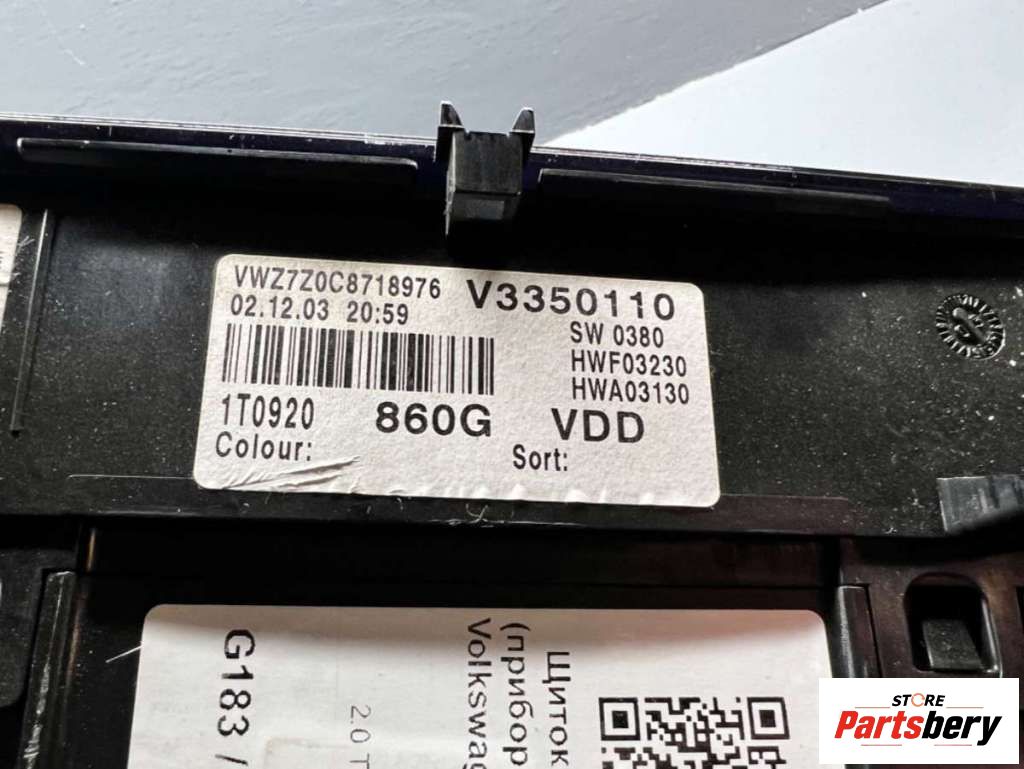 VWZ7Z0C8718976 V3350110
02.12.03 20:59 SW 0380
HWF03230
HWA03130
1T0920 860G VDD
Colour: Sort:
Щиток
(прибор
Volkswag
2.0 T
G183 /
STORE
Partsbery